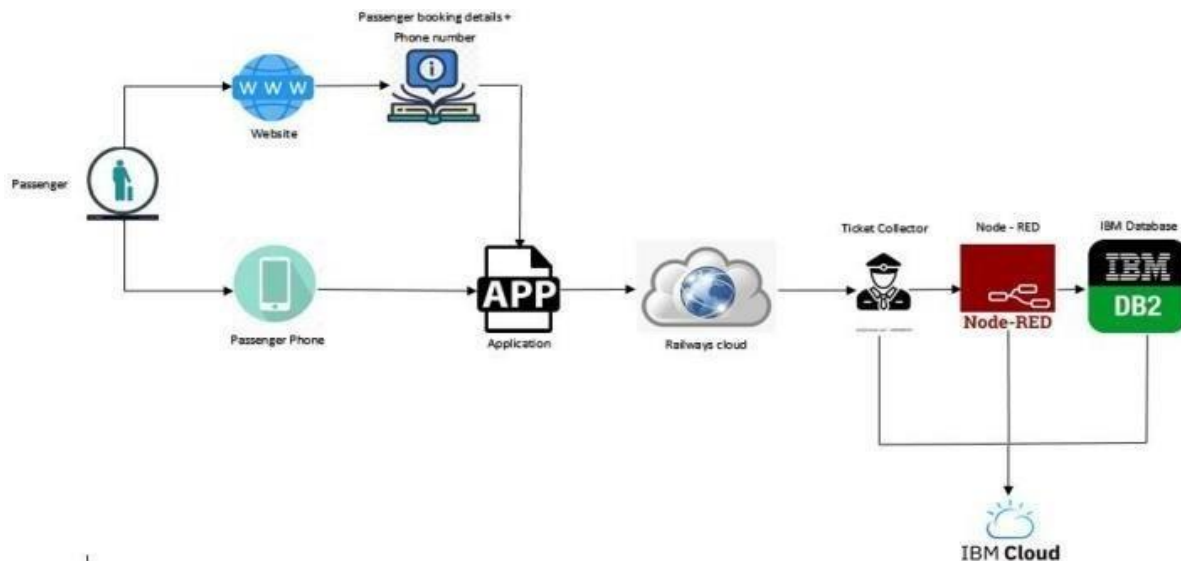 Passenger booking details +
Phone number
WWW
Website
Passenger
Passenger Phone
APP
Application
Railways cloud
Ticket Collector
Node - RED
Node-RED
IBM Database
IBM
DB2
IBM Cloud